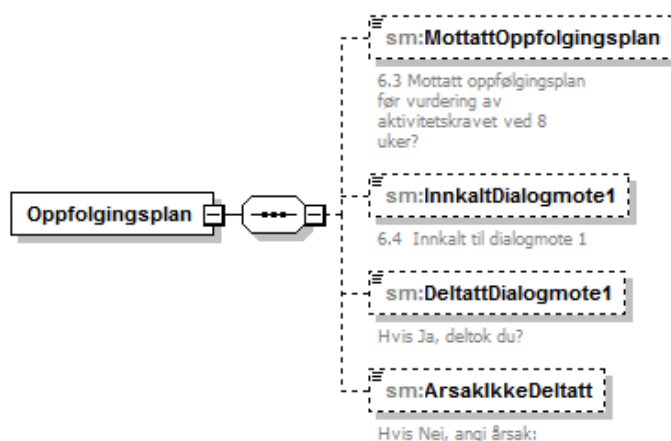 sm:MottattOppfolgingsplan
6.3 Mottatt oppfølgingsplan
før vurdering av
aktivitetskravet ved 8
uker?
Oppfolgingsplan
sm:InnkaltDialogmote1
6.4 Innkalt til dialogmote 1
sm:DeltattDialogmote1
Hvis Ja, deltok du?
sm:ArsakIkkeDeltatt
Hvis Nei, angi årsak: